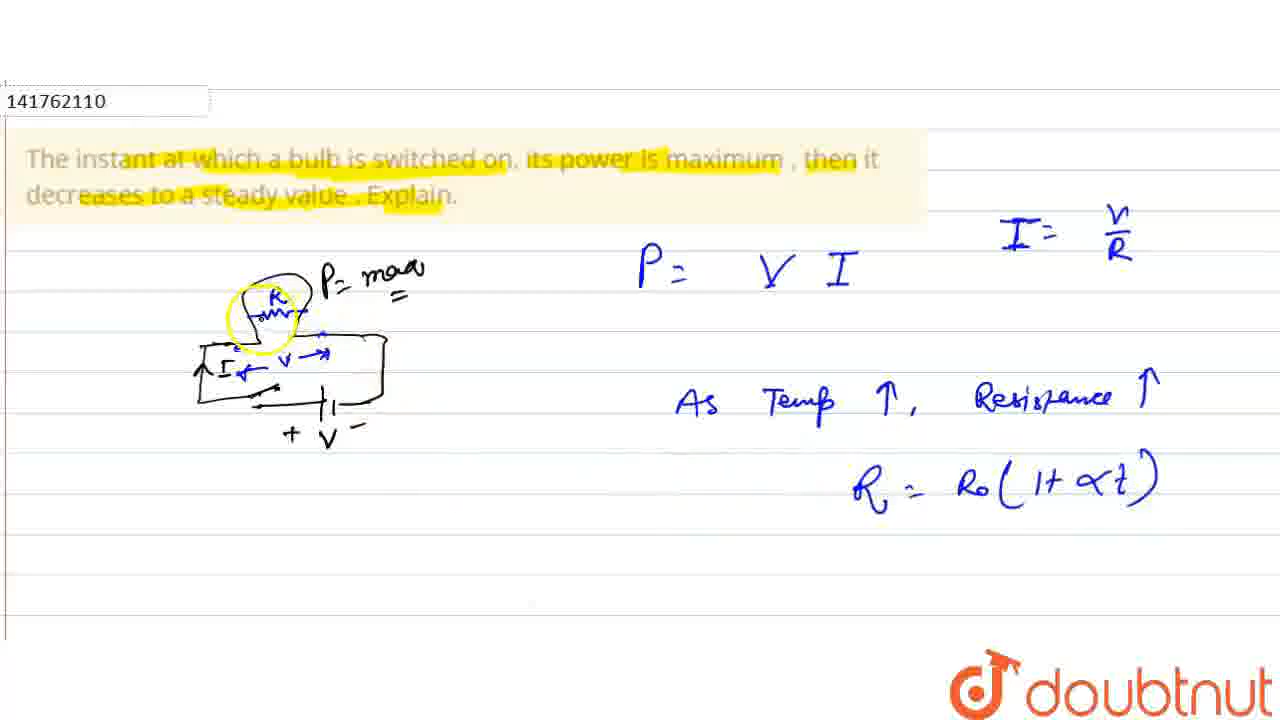 141762110
The instant at which a bulb is switched on, its power is maximum , then it
decreases to a steady value . Explain.
I = V/R
P = V I
P = max
R
I
V
As Temp ↑, Resistance ↑
+ V -
R = R₀ ( 1 + αt )
doubtnut